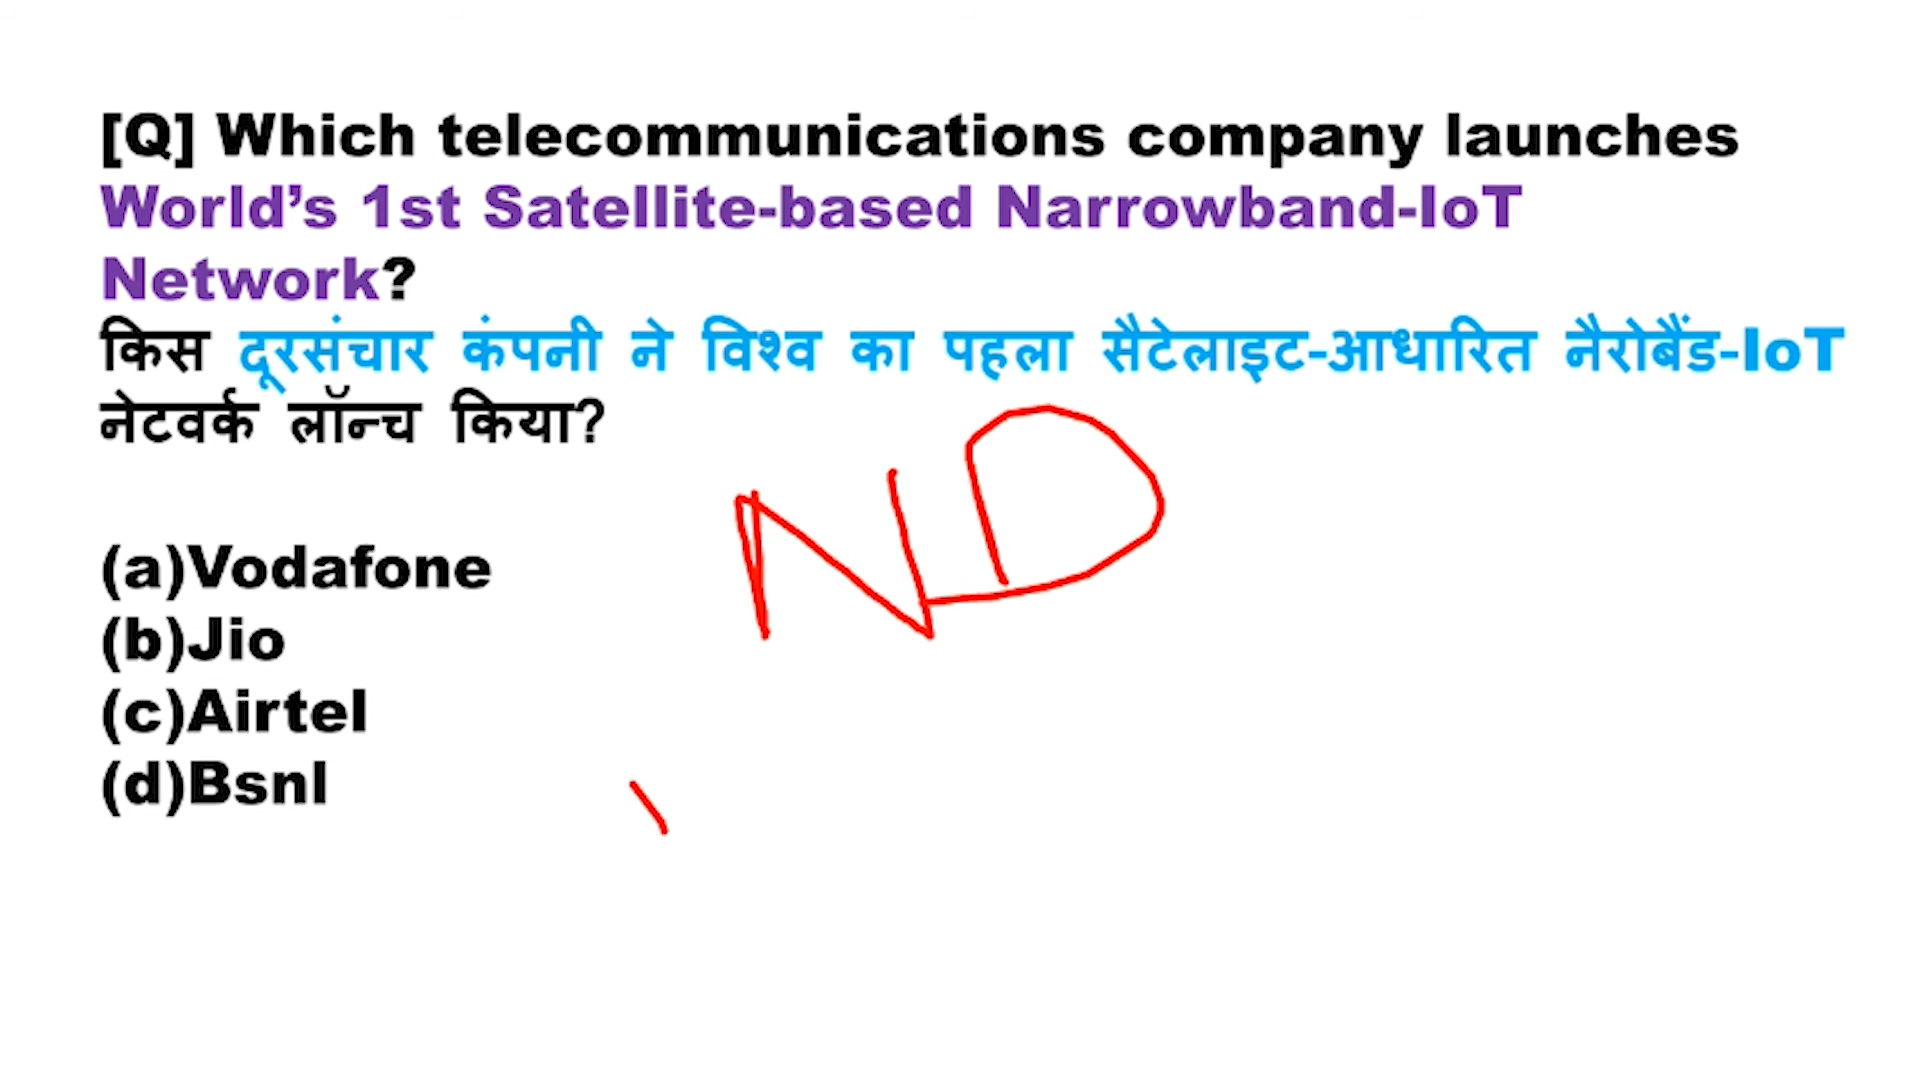 [Q] Which telecommunications company launches
World’s 1st Satellite-based Narrowband-IoT
Network?
किस दूरसंचार कंपनी ने विश्व का पहला सैटेलाइट-आधारित नैरोबैंड-IoT
नेटवर्क लॉन्च किया?
ND
(a)Vodafone
(b)Jio
(c)Airtel
(d)Bsnl